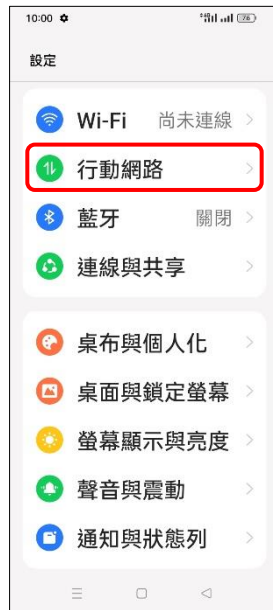 10:00
76
設定
Wi-Fi 尚未連線
行動網路
藍牙 關閉
連線與共享
桌布與個人化
桌面與鎖定螢幕
螢幕顯示與亮度
聲音與震動
通知與狀態列